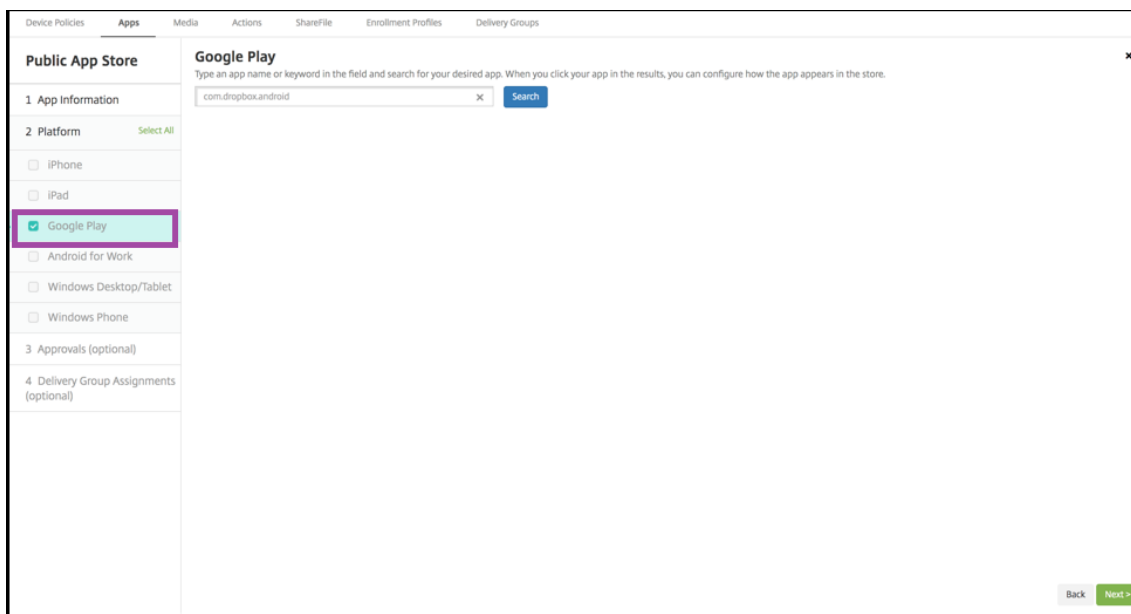 Device Policies Apps Media Actions ShareFile Enrollment Profiles Delivery Groups
Public App Store
1 App Information
2 Platform Select All
iPhone
iPad
Google Play
Android for Work
Windows Desktop/Tablet
Windows Phone
3 Approvals (optional)
4 Delivery Group Assignments
(optional)
Google Play
Type an app name or keyword in the field and search for your desired app. When you click your app in the results, you can configure how the app appears in the store.
com.dropbox.android Search
Back Next >